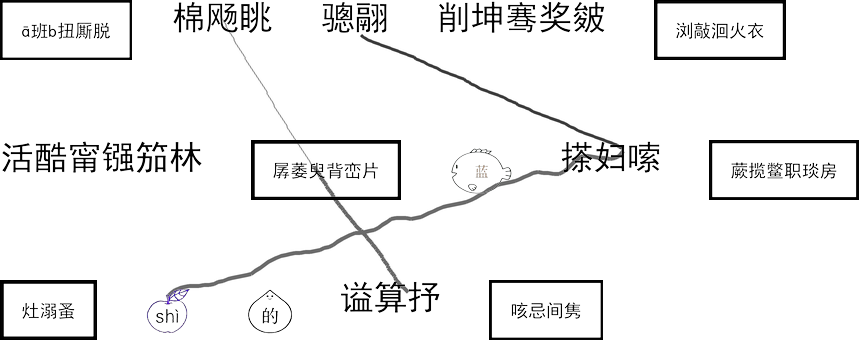 ā班b扭厮脱
棉飏眺
骢翮
削坤骞奖皴
浏敲洄火衣
活酷甯镪笳林
孱萎臾背峦片
蓝
搽妇嗦
蕨揽鳖职琰房
灶溺蚤
shì
的
谥算抒
咳忌间隽